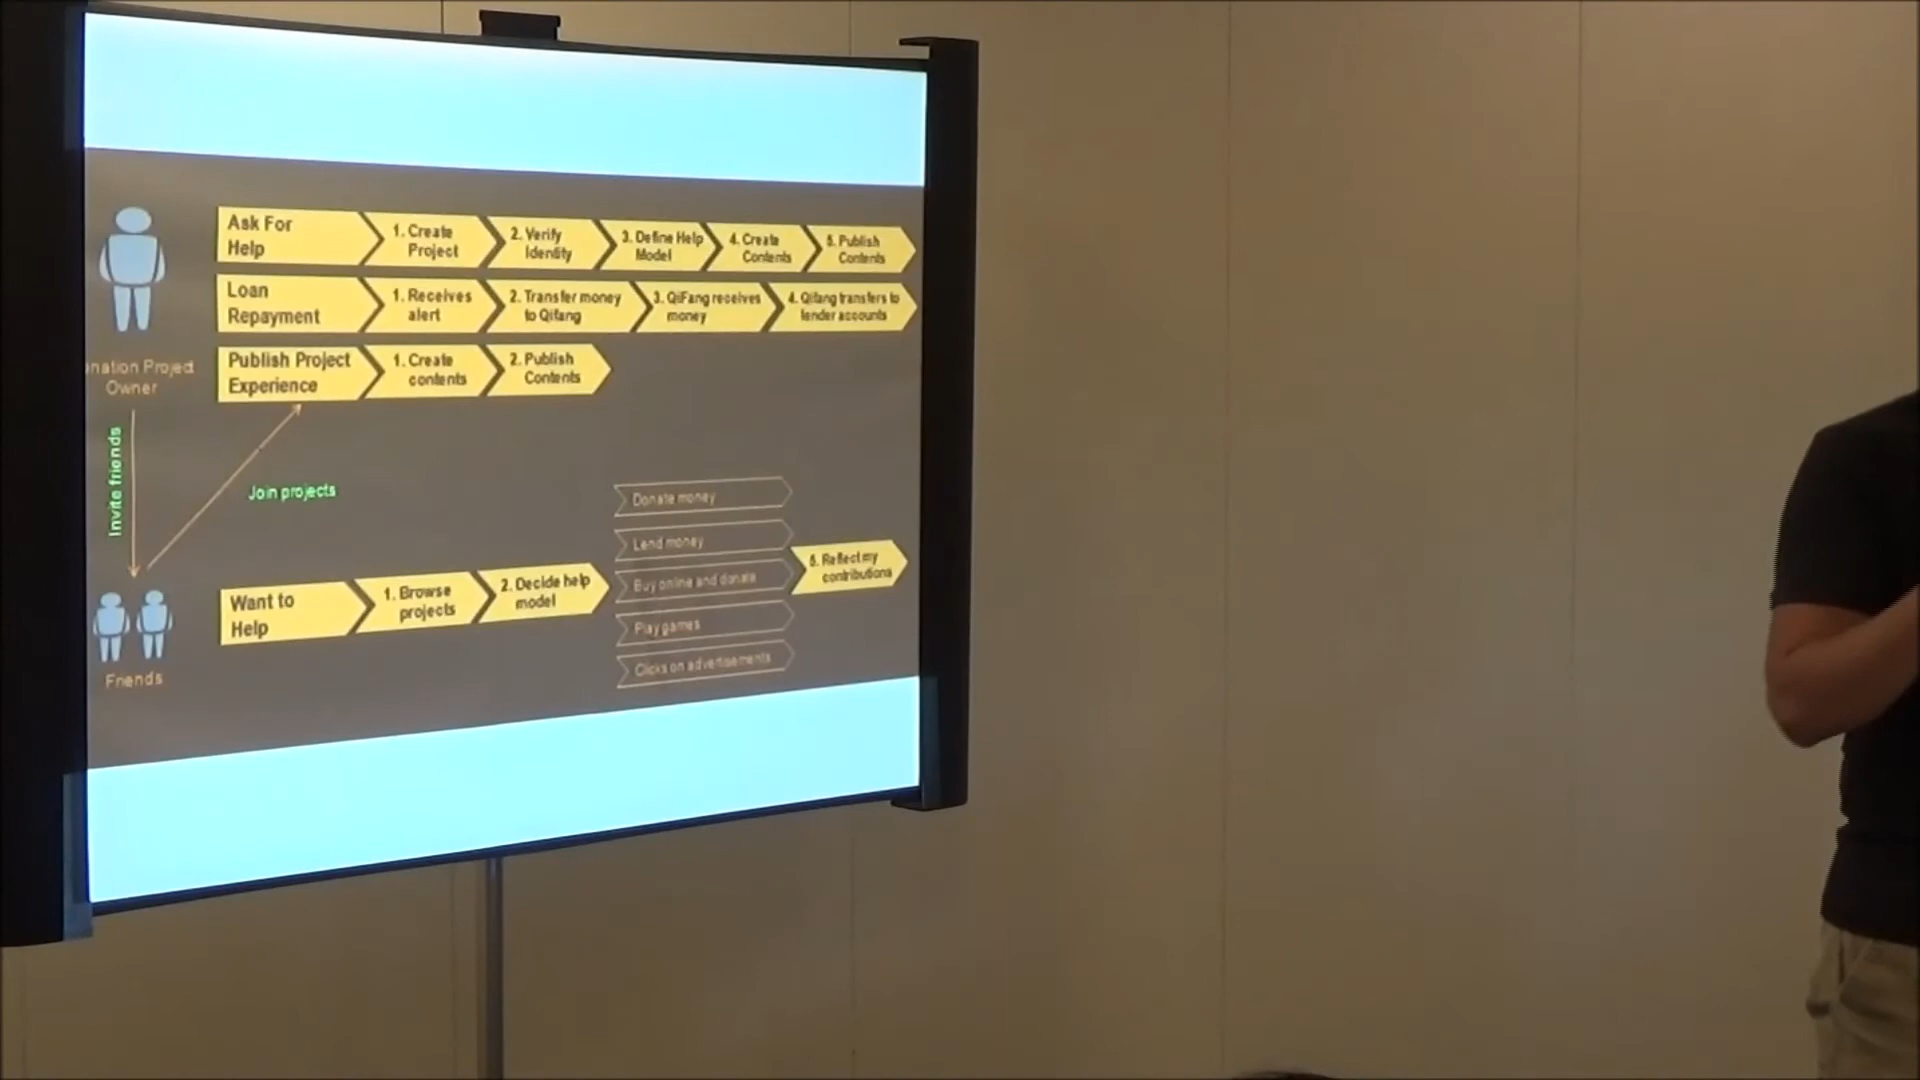 Ask For
Help
1. Create
Project
2. Verify
Identity
3. Define Help
Model
4. Create
Contents
5. Publish
Contents
Loan
Repayment
1. Receives
alert
2. Transfer money
to Qifang
3. QiFang receives
money
4. Qifang transfers to
lender accounts
nation Project
Owner
Publish Project
Experience
1. Create
contents
2. Publish
Contents
Invite friends
Join projects
Friends
Want to
Help
1. Browse
projects
2. Decide help
model
Donate money
Lend money
Buy online and donate
Play games
Clicks on advertisements
5. Reflect my
contributions